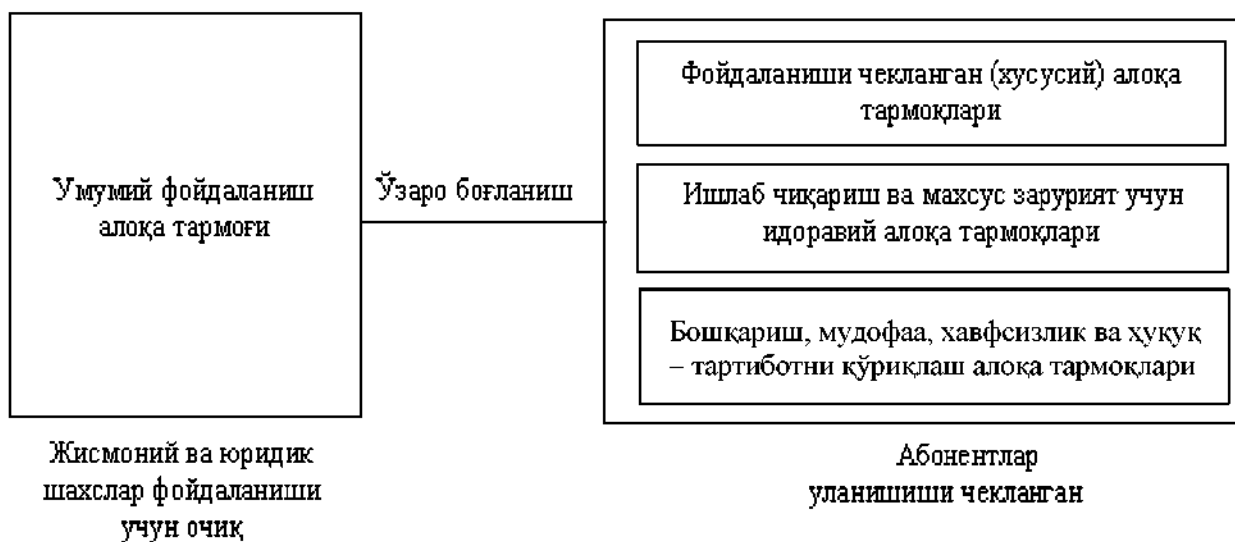 Умумий фойдаланиш
алоқа тармоғи
Ўзаро боғланиш
Фойдаланиши чекланган (хусусий) алоқа
тармоқлари
Ишлаб чиқариш ва махсус зарурият учун
идоравий алоқа тармоқлари
Бошқариш, мудофаа, хавфсизлик ва ҳуқуқ
– тартиботни қўриқлаш алоқа тармоқлари
Жисмоний ва юридик
шахслар фойдаланиши
учун очиқ
Абонентлар
уланишиши чекланган